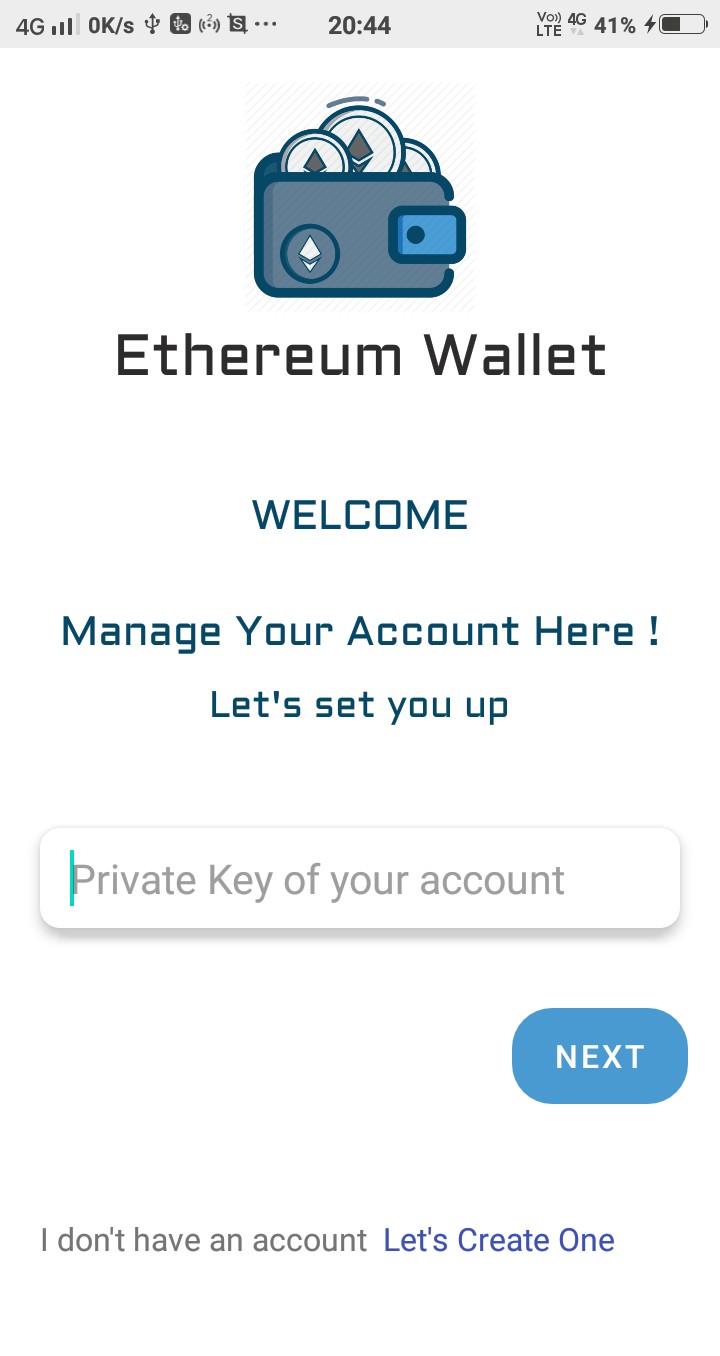 4G 0K/s 20:44 Vo)) LTE 4G 41%
Ethereum Wallet
WELCOME
Manage Your Account Here !
Let's set you up
Private Key of your account
NEXT
I don't have an account Let's Create One